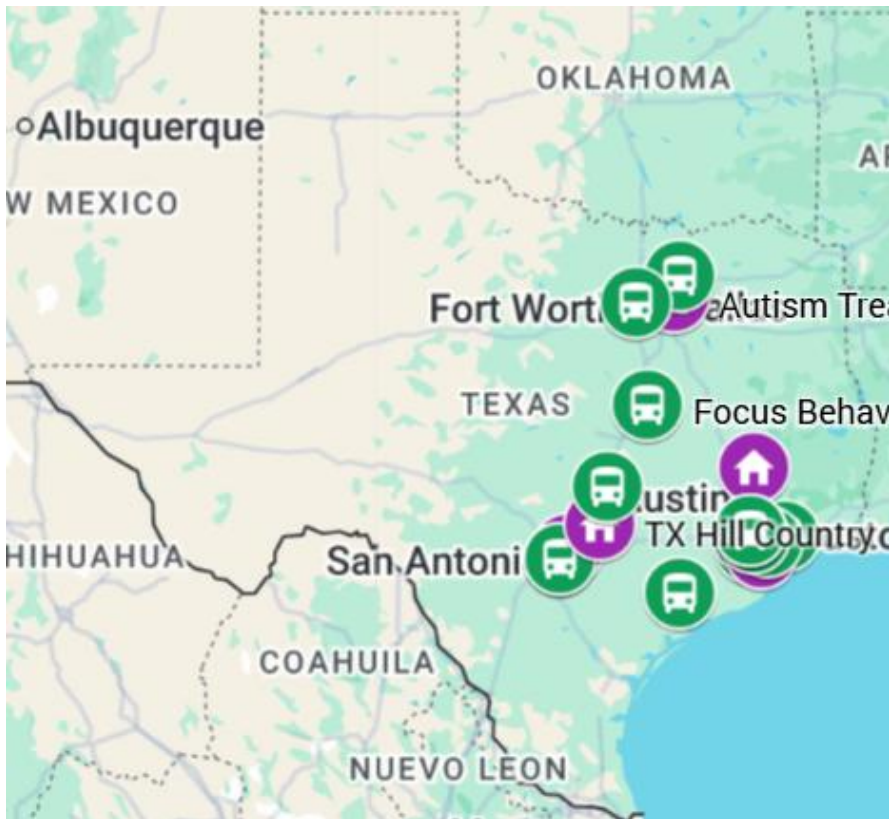 OKLAHOMA
Albuquerque
W MEXICO
Fort Wort
Autism Trea
TEXAS
Focus Behav
ustin
TX Hill Country
San Antoni
HIHUAHUA
COAHUILA
NUEVO LEON